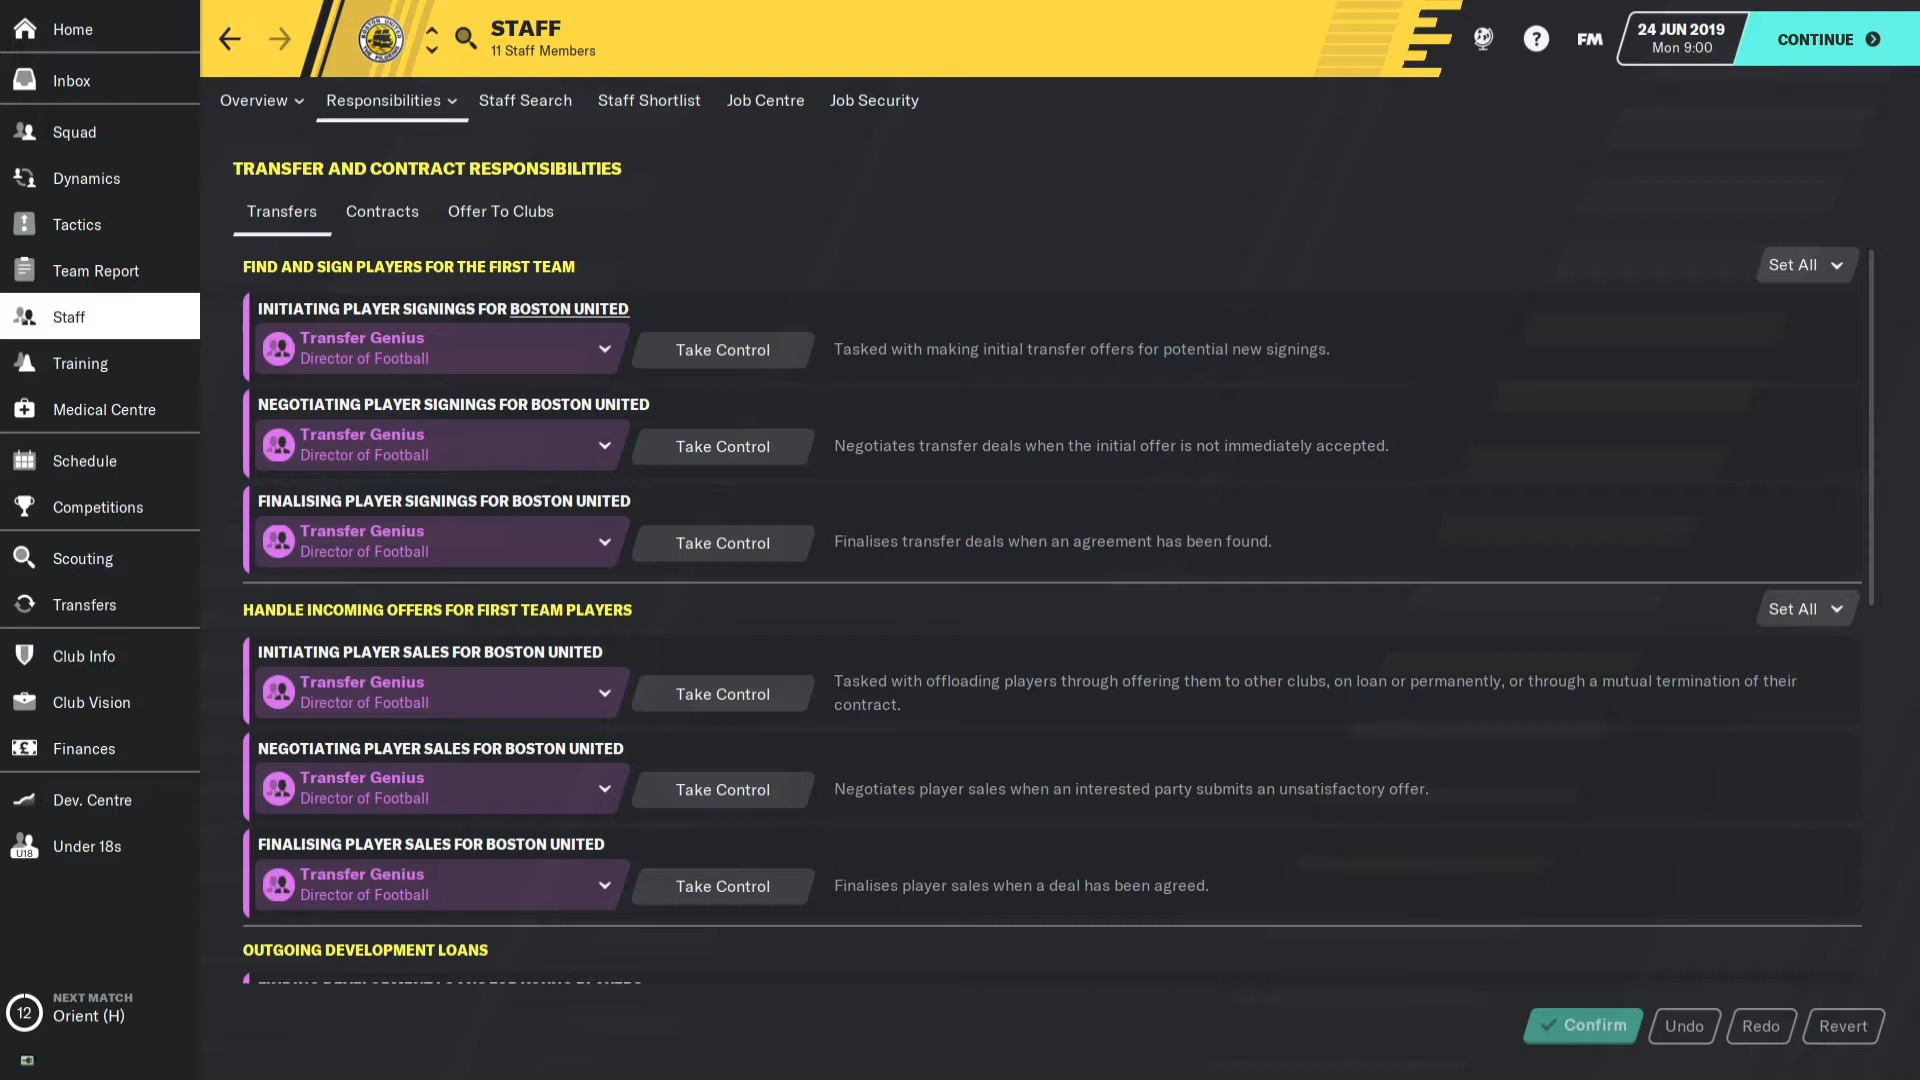 Home
Inbox
Squad
Dynamics
Tactics
Team Report
Staff
Training
Medical Centre
Schedule
Competitions
Scouting
Transfers
Club Info
Club Vision
Finances
Dev. Centre
U18
Under 18s
12
NEXT MATCH
Orient (H)
BOSTON UNITED
THE PILGRIMS
STAFF
11 Staff Members
?
FM
24 JUN 2019
Mon 9:00
CONTINUE
Overview
Responsibilities
Staff Search
Staff Shortlist
Job Centre
Job Security
TRANSFER AND CONTRACT RESPONSIBILITIES
Transfers
Contracts
Offer To Clubs
FIND AND SIGN PLAYERS FOR THE FIRST TEAM
Set All
INITIATING PLAYER SIGNINGS FOR BOSTON UNITED
Transfer Genius
Director of Football
Take Control
Tasked with making initial transfer offers for potential new signings.
NEGOTIATING PLAYER SIGNINGS FOR BOSTON UNITED
Transfer Genius
Director of Football
Take Control
Negotiates transfer deals when the initial offer is not immediately accepted.
FINALISING PLAYER SIGNINGS FOR BOSTON UNITED
Transfer Genius
Director of Football
Take Control
Finalises transfer deals when an agreement has been found.
HANDLE INCOMING OFFERS FOR FIRST TEAM PLAYERS
Set All
INITIATING PLAYER SALES FOR BOSTON UNITED
Transfer Genius
Director of Football
Take Control
Tasked with offloading players through offering them to other clubs, on loan or permanently, or through a mutual termination of their
contract.
NEGOTIATING PLAYER SALES FOR BOSTON UNITED
Transfer Genius
Director of Football
Take Control
Negotiates player sales when an interested party submits an unsatisfactory offer.
FINALISING PLAYER SALES FOR BOSTON UNITED
Transfer Genius
Director of Football
Take Control
Finalises player sales when a deal has been agreed.
OUTGOING DEVELOPMENT LOANS
Confirm
Undo
Redo
Revert